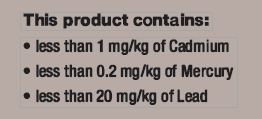 This product contains:
• less than 1 mg/kg of Cadmium
• less than 0.2 mg/kg of Mercury
• less than 20 mg/kg of Lead